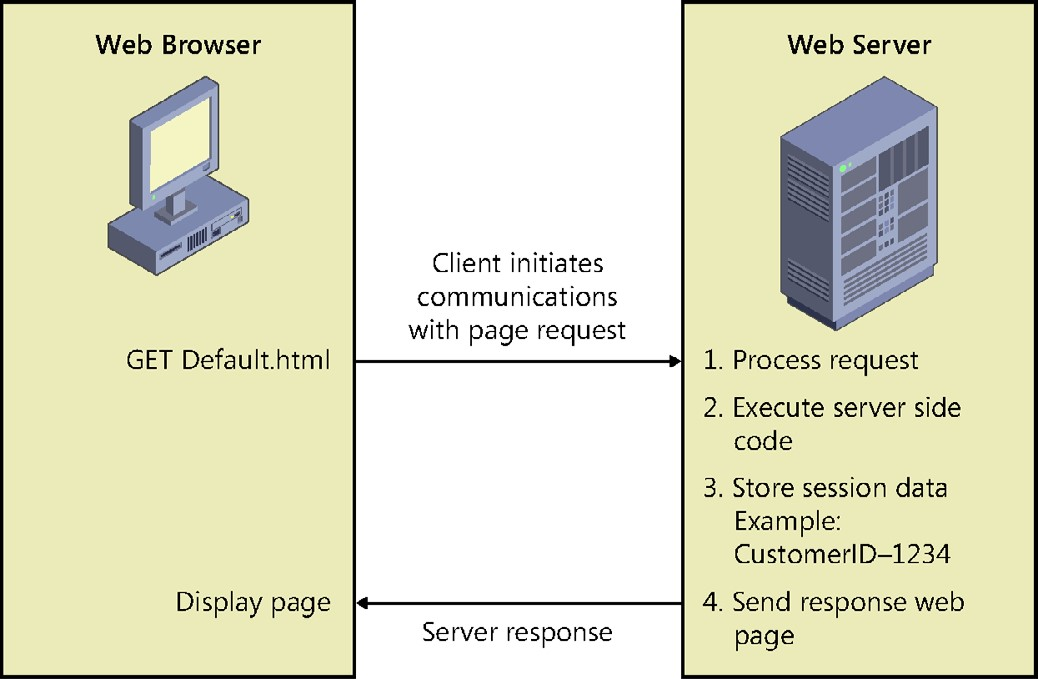 Web Browser
Web Server
Client initiates
communications
with page request
GET Default.html
1. Process request
2. Execute server side
code
3. Store session data
Example:
CustomerID–1234
Display page
4. Send response web
page
Server response